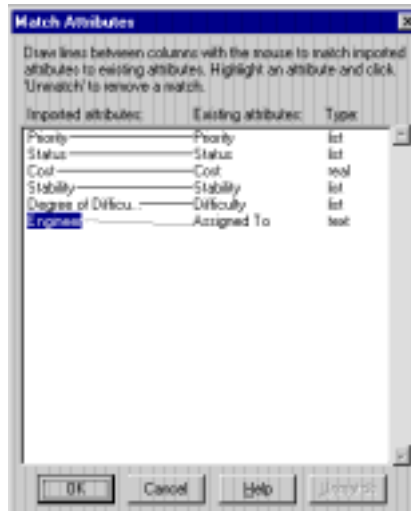 Match Attributes
Draw lines between columns with the mouse to match imported
attributes to existing attributes. Highlight an attribute and click
'Unmatch' to remove a match.
Imported attributes: Existing attributes: Type:
Priority Priority list
Status Status list
Cost Cost real
Stability Stability list
Degree of Difficu... Difficulty list
Engineer Assigned To text
OK Cancel Help Unmatch